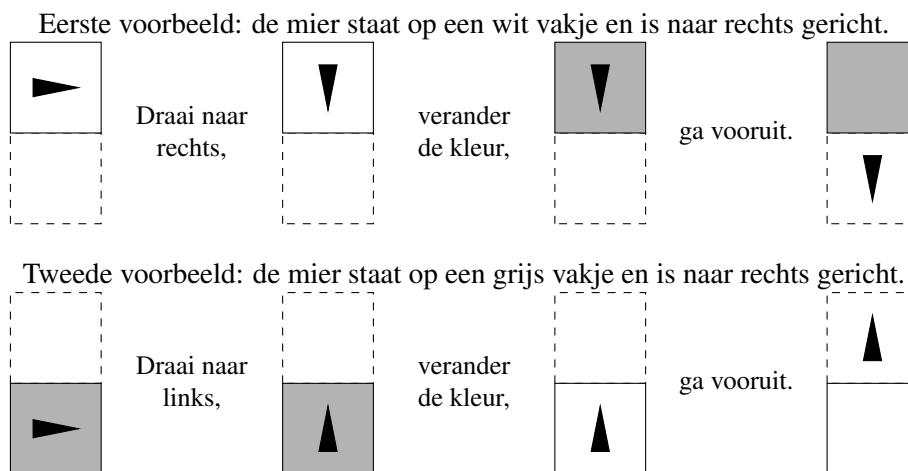 Eerste voorbeeld: de mier staat op een wit vakje en is naar rechts gericht.
Draai naar
rechts,
verander
de kleur,
ga vooruit.
Tweede voorbeeld: de mier staat op een grijs vakje en is naar rechts gericht.
Draai naar
links,
verander
de kleur,
ga vooruit.